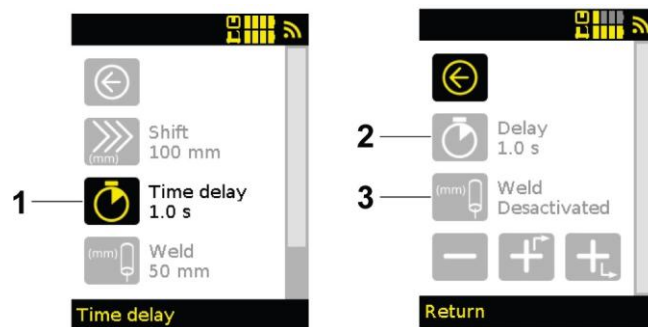 (mm)
Shift
100 mm
1
Time delay
1.0 s
(mm)
Weld
50 mm
Time delay
2
Delay
1.0 s
3
(mm)
Weld
Desactivated
Return